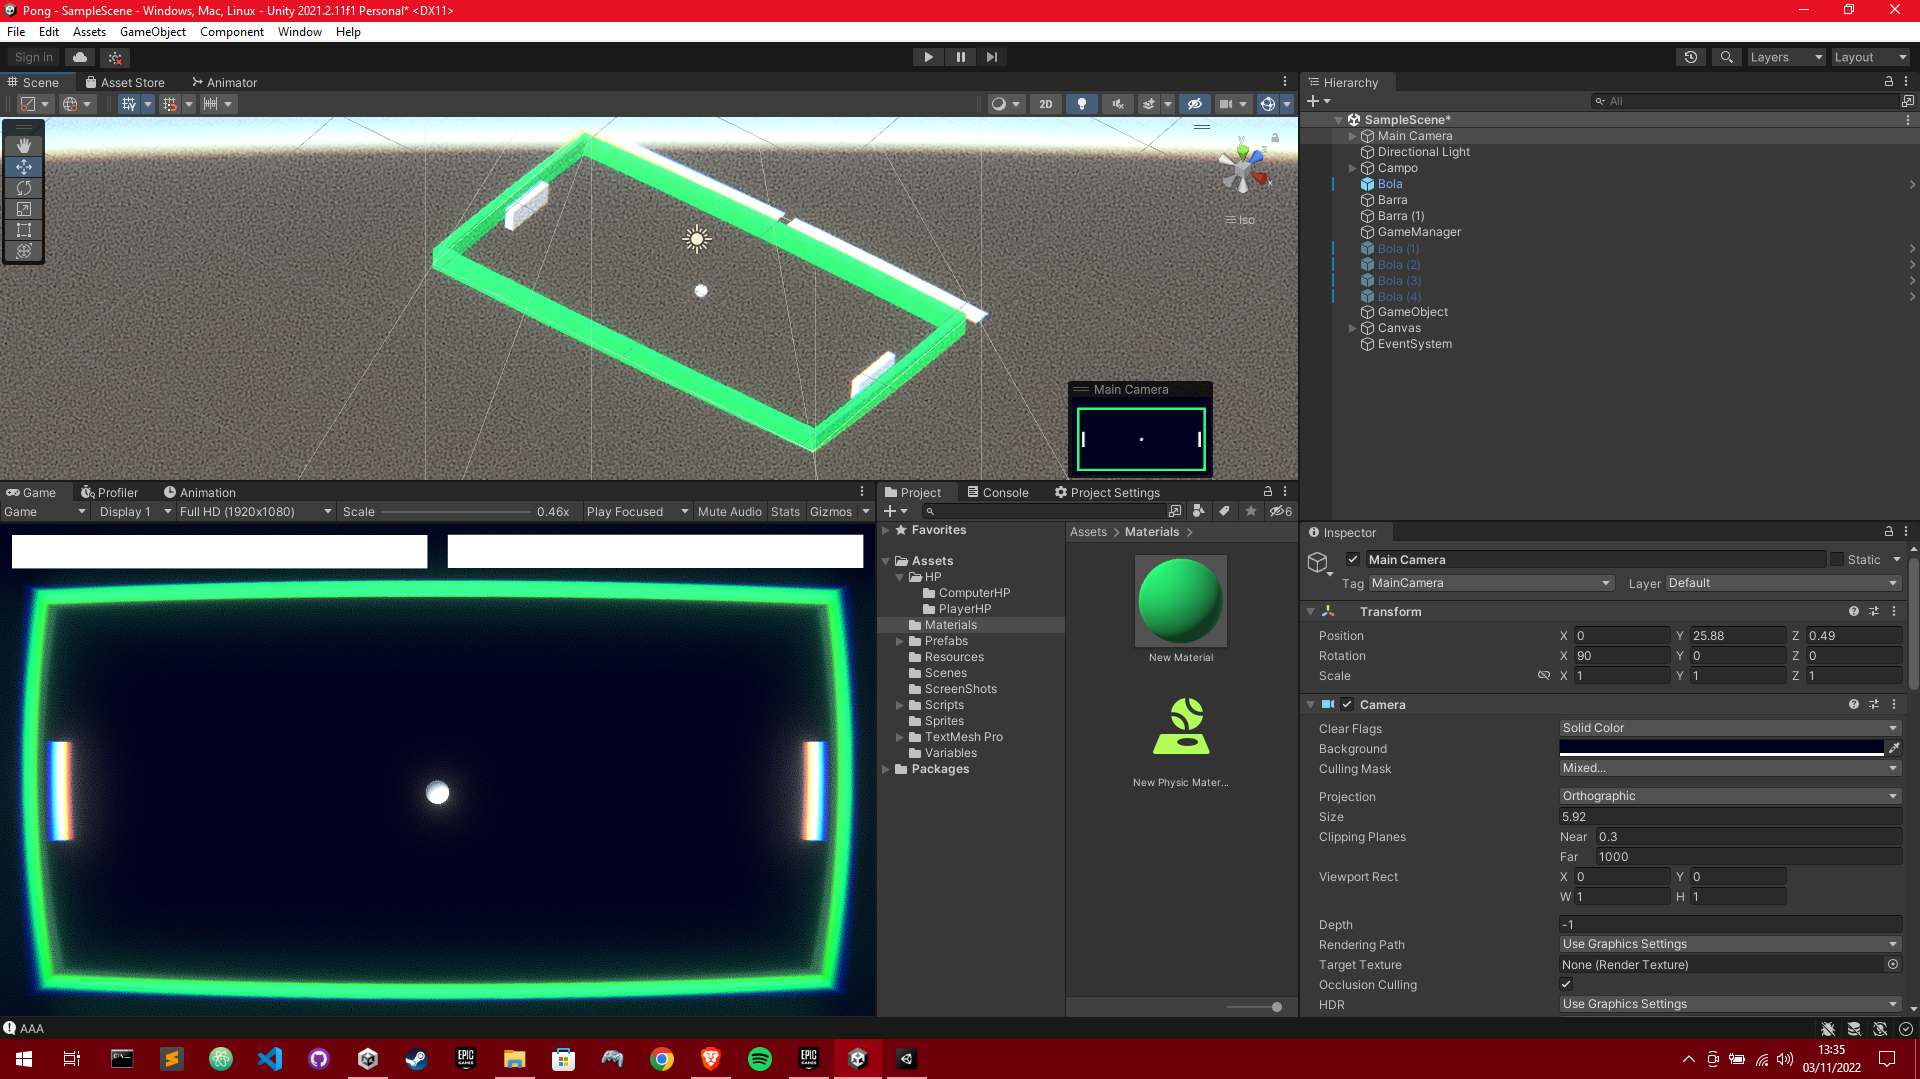 Pong - SampleScene - Windows, Mac, Linux - Unity 2021.2.11f1 Personal* <DX11>
File Edit Assets GameObject Component Window Help
Sign in
Layers Layout
Scene Asset Store Animator
2D
Y
Z
X
Iso
Main Camera
Hierarchy
All
SampleScene*
Main Camera
Directional Light
Campo
Bola
Barra
Barra (1)
GameManager
Bola (1)
Bola (2)
Bola (3)
Bola (4)
GameObject
Canvas
EventSystem
Game Profiler Animation
Game Display 1 Full HD (1920x1080) Scale 0.46x Play Focused Mute Audio Stats Gizmos
Project Console Project Settings
6
Favorites
Assets
HP
ComputerHP
PlayerHP
Materials
Prefabs
Resources
Scenes
ScreenShots
Scripts
Sprites
TextMesh Pro
Variables
Packages
Assets Materials
New Material
New Physic Mater...
Inspector
Main Camera Static
Tag MainCamera Layer Default
Transform
Position X 0 Y 25.88 Z 0.49
Rotation X 90 Y 0 Z 0
Scale X 1 Y 1 Z 1
Camera
Clear Flags Solid Color
Background
Culling Mask Mixed...
Projection Orthographic
Size 5.92
Clipping Planes Near 0.3
Far 1000
Viewport Rect X 0 Y 0
W 1 H 1
Depth -1
Rendering Path Use Graphics Settings
Target Texture None (Render Texture)
Occlusion Culling
HDR Use Graphics Settings
AAA
EPIC GAMES
EPIC GAMES
13:35
03/11/2022